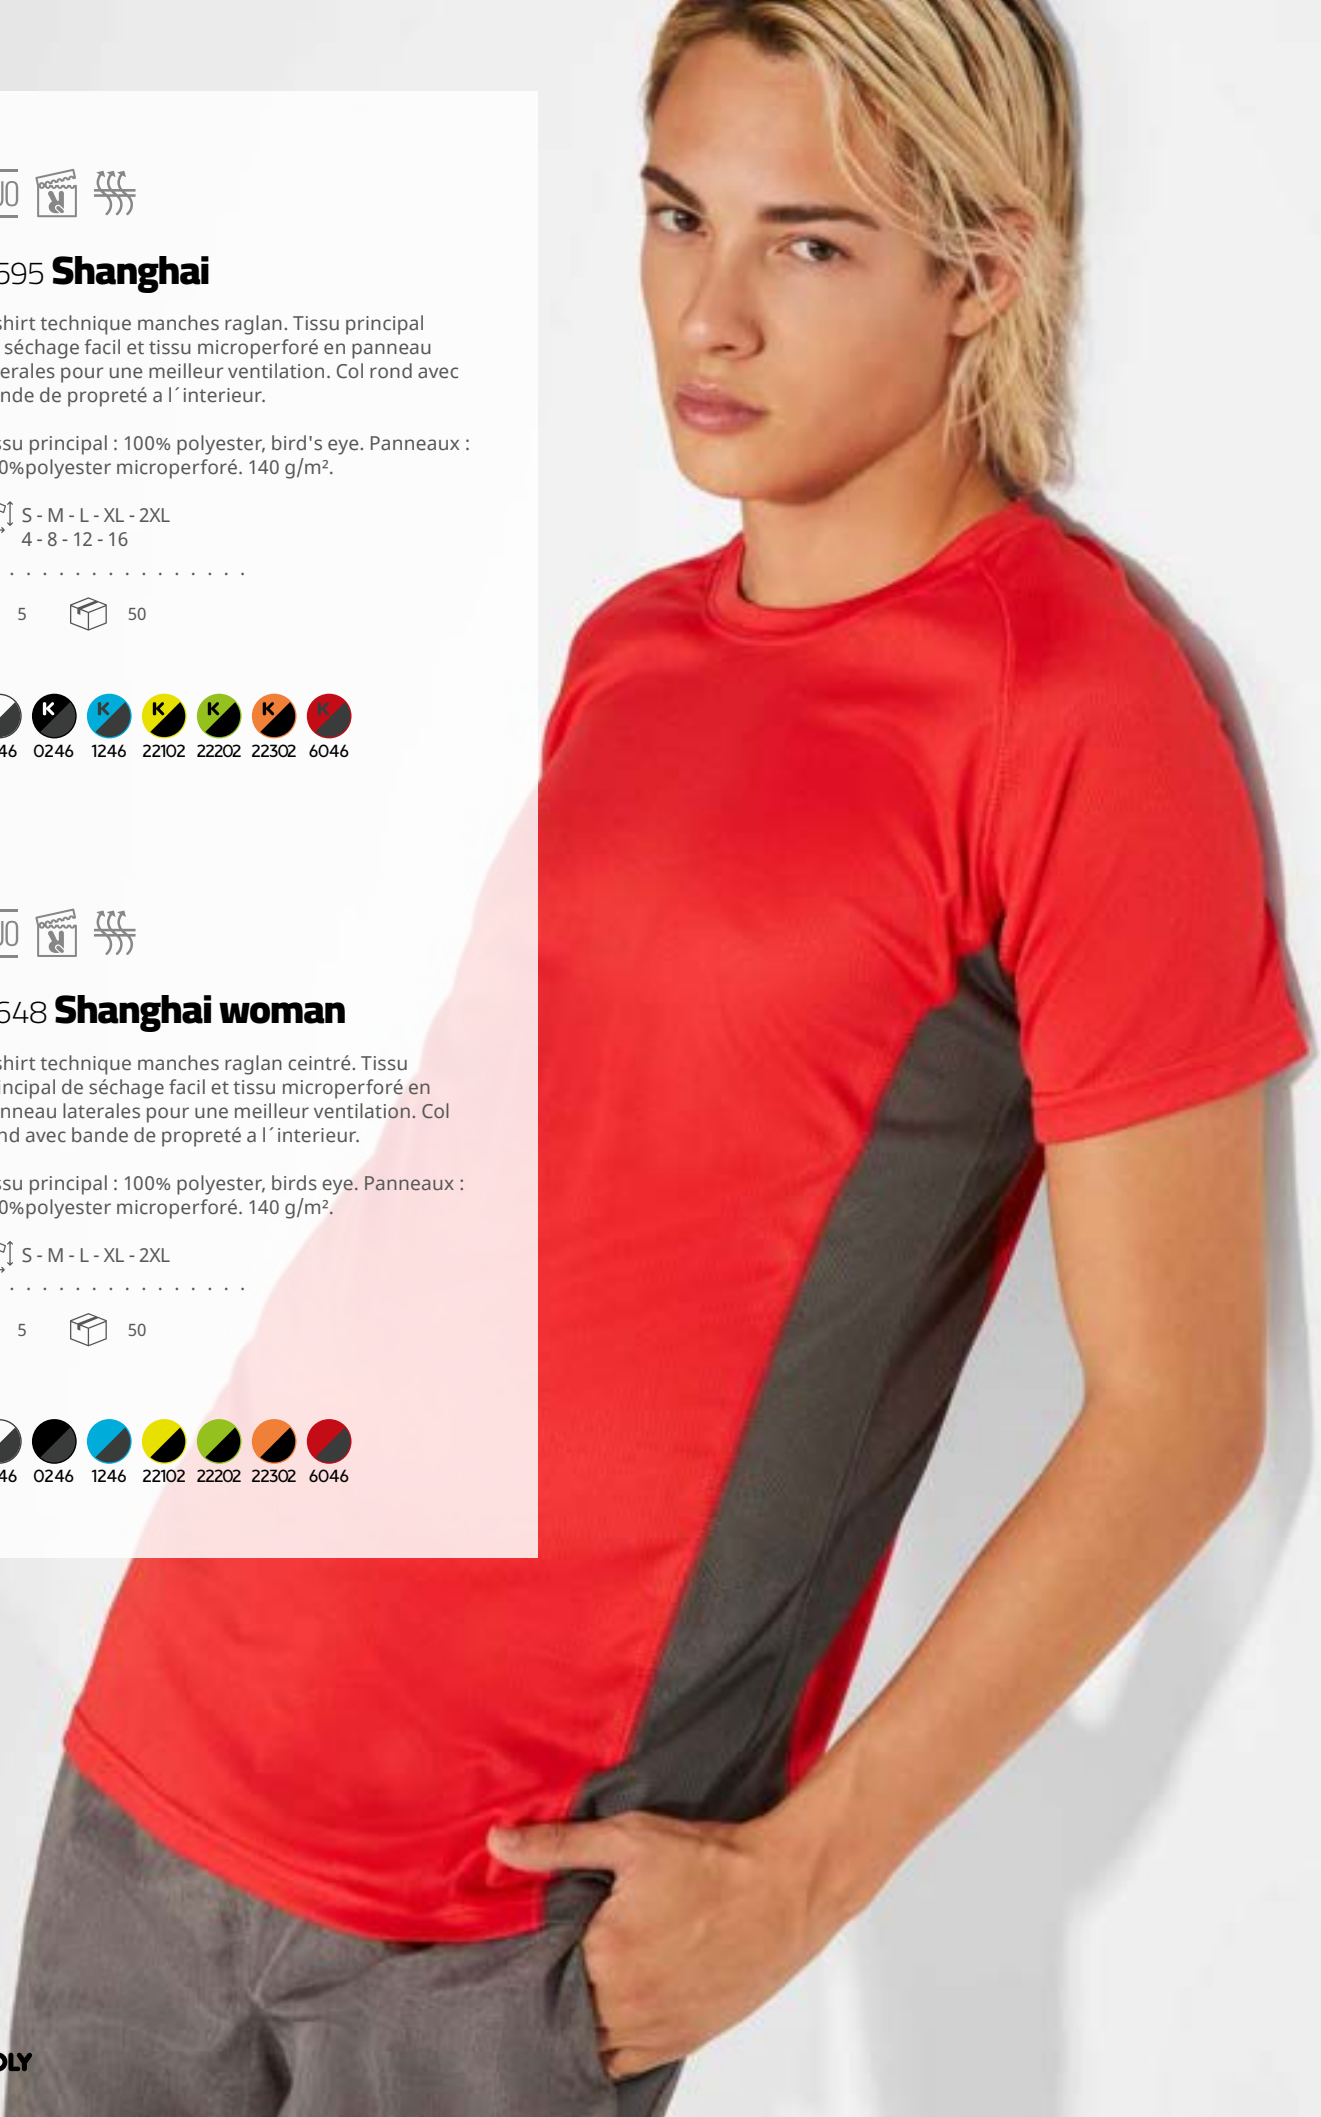 UO
595 Shanghai
shirt technique manches raglan. Tissu principal
séchage facil et tissu microperforé en panneau
erales pour une meilleur ventilation. Col rond avec
nde de propreté a l´interieur.
ssu principal : 100% polyester, bird's eye. Panneaux :
0%polyester microperforé. 140 g/m².
S - M - L - XL - 2XL
4 - 8 - 12 - 16
5 50
K K K K K K
46 0246 1246 22102 22202 22302 6046
UO
648 Shanghai woman
shirt technique manches raglan ceintré. Tissu
incipal de séchage facil et tissu microperforé en
nneau laterales pour une meilleur ventilation. Col
nd avec bande de propreté a l´interieur.
ssu principal : 100% polyester, birds eye. Panneaux :
0%polyester microperforé. 140 g/m².
S - M - L - XL - 2XL
5 50
46 0246 1246 22102 22202 22302 6046
OLY